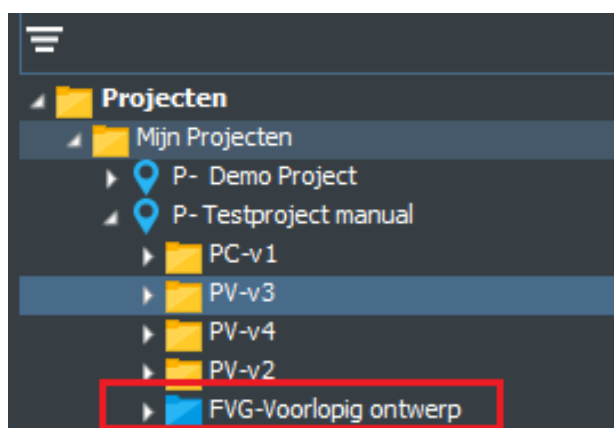 Projecten
Mijn Projecten
P- Demo Project
P- Testproject manual
PC-v1
PV-v3
PV-v4
PV-v2
FVG-Voorlopig ontwerp